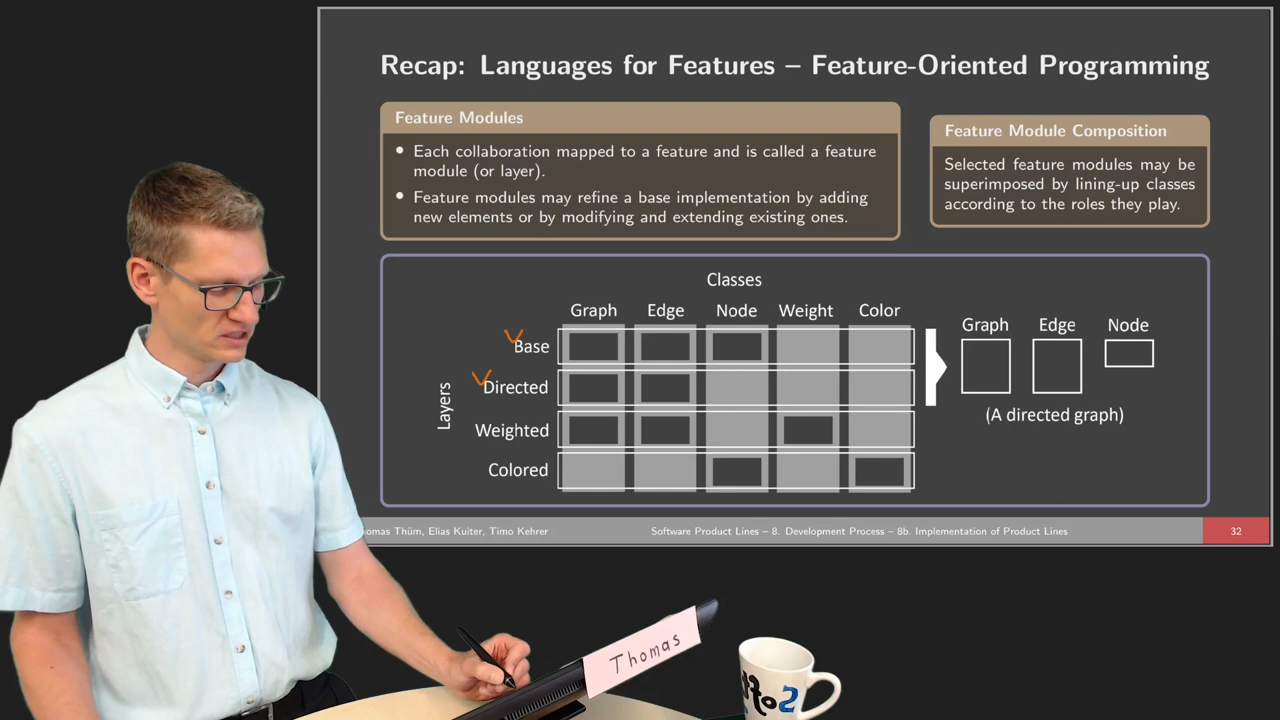 Recap: Languages for Features – Feature-Oriented Programming
Feature Modules
• Each collaboration mapped to a feature and is called a feature
module (or layer).
• Feature modules may refine a base implementation by adding
new elements or by modifying and extending existing ones.
Feature Module Composition
Selected feature modules may be
superimposed by lining-up classes
according to the roles they play.
Classes
Graph Edge Node Weight Color
Layers
Base
Directed
Weighted
Colored
Graph Edge Node
(A directed graph)
omas Thüm, Elias Kuiter, Timo Kehrer
Software Product Lines – 8. Development Process – 8b. Implementation of Product Lines
32
Thomas